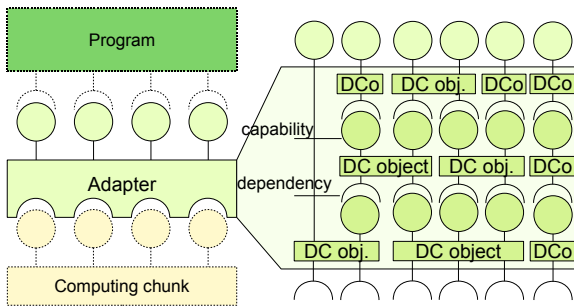 Program
DCo DC obj. DCo DCo
capability
DC object DC obj. DCo
Adapter
dependency
DC obj. DC object DCo
Computing chunk